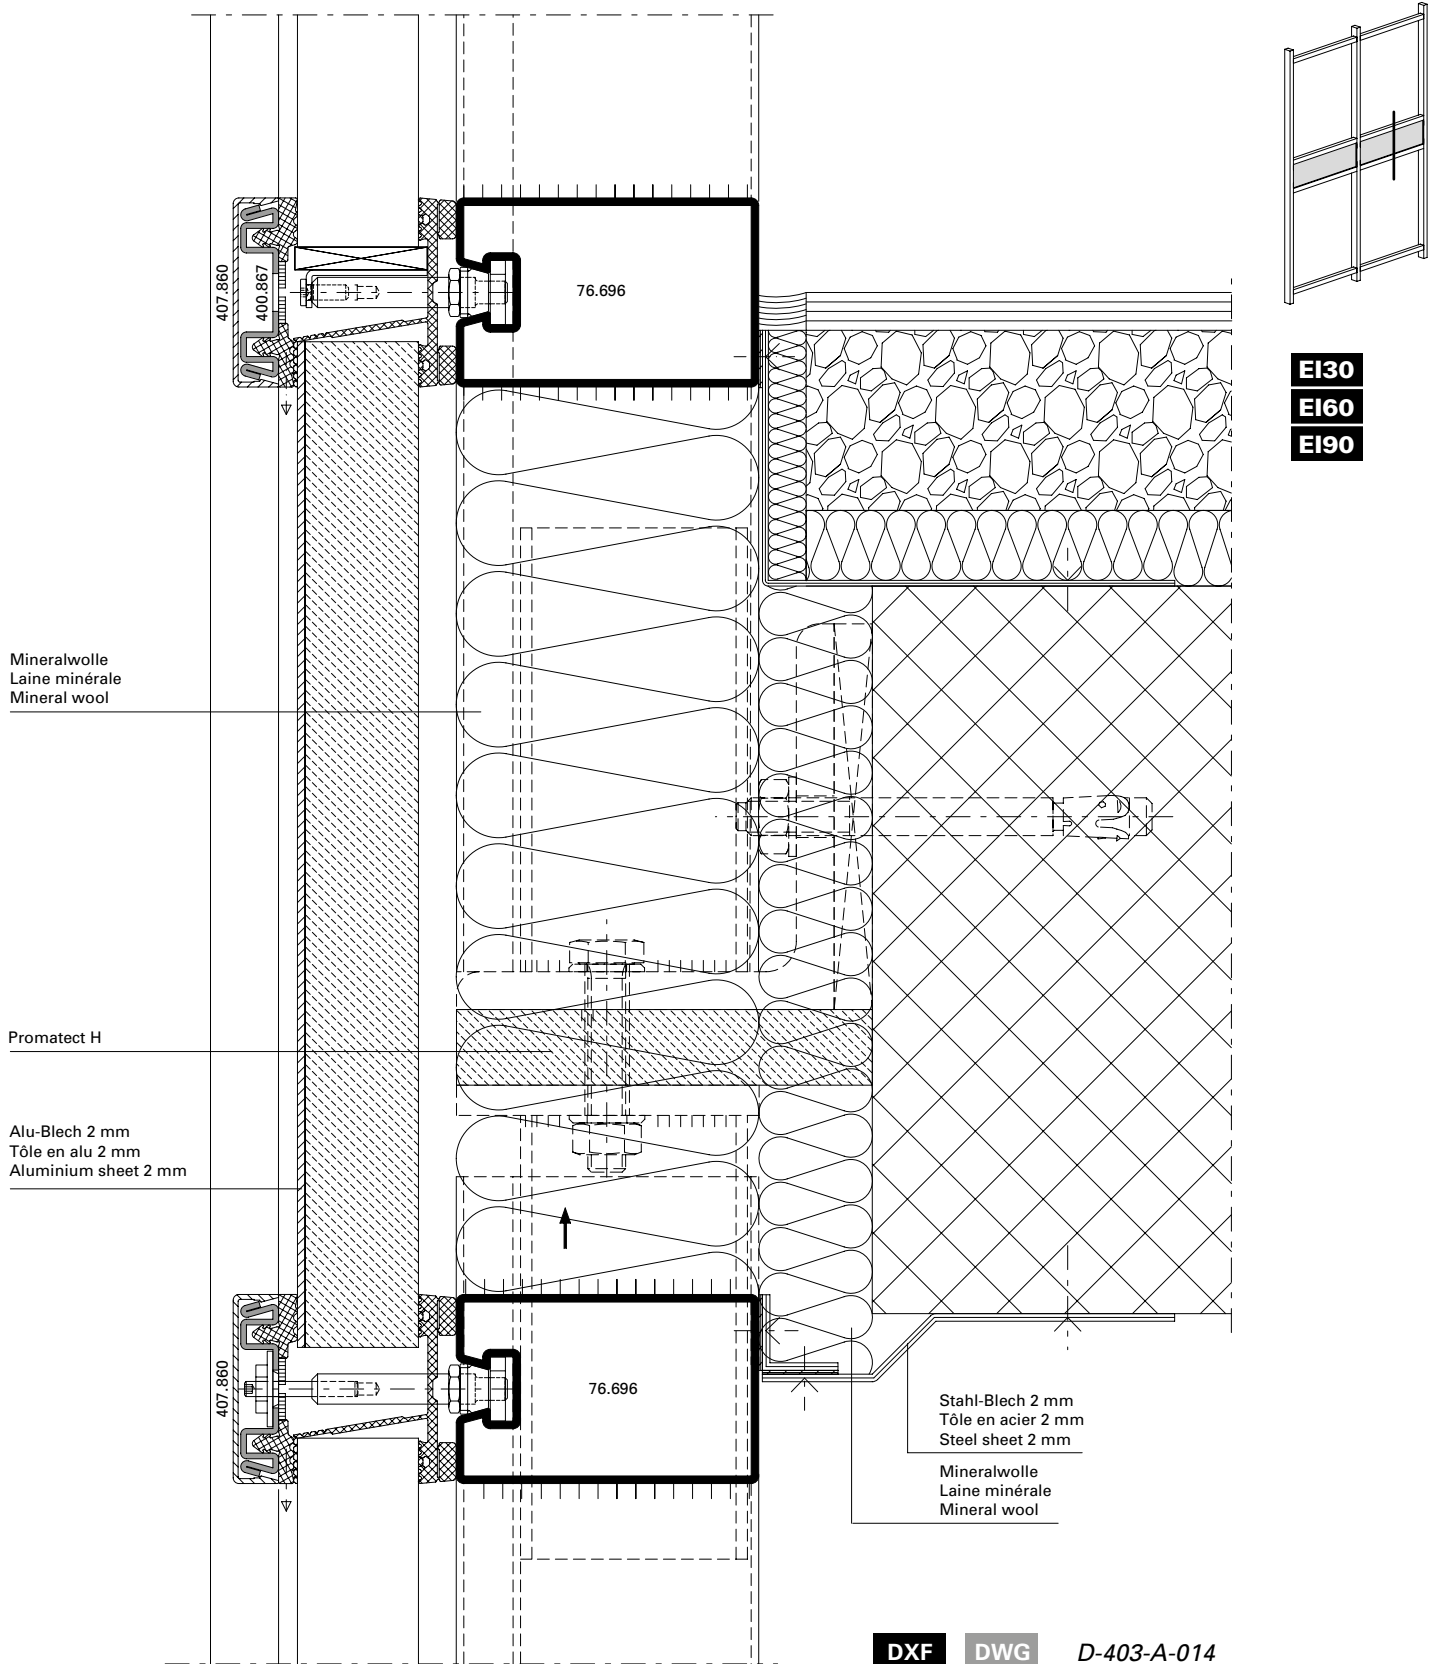 407.860
400.867
76.696
EI30
EI60
EI90
Mineralwolle
Laine minérale
Mineral wool
Promatect H
Alu-Blech 2 mm
Tôle en alu 2 mm
Aluminium sheet 2 mm
407.860
76.696
Stahl-Blech 2 mm
Tôle en acier 2 mm
Steel sheet 2 mm
Mineralwolle
Laine minérale
Mineral wool
DXF DWG D-403-A-014